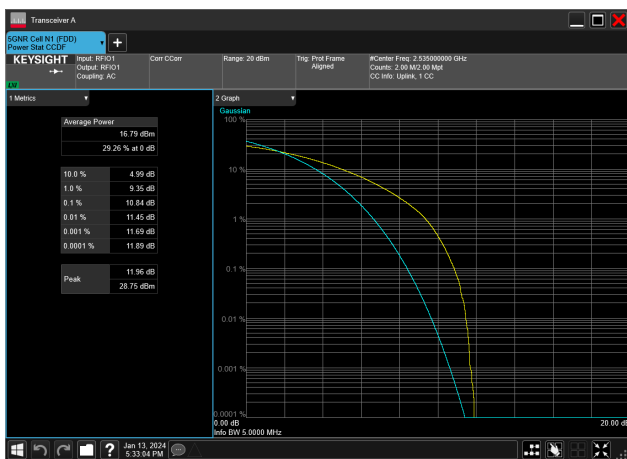 Transceiver A
5GNR Cell N1 (FDD)
Power Stat CCDF
KEYSIGHT
Input: RFIO1
Output: RFIO1
Coupling: AC
Corr CCorr
Range: 20 dBm
Trig: Prot Frame
Aligned
#Center Freq: 2.535000000 GHz
Counts: 2.00 M/2.00 Mpt
CC Info: Uplink, 1 CC
1 Metrics
2 Graph
Average Power
16.79 dBm
29.26 % at 0 dB
10.0 % 4.99 dB
1.0 % 9.35 dB
0.1 % 10.84 dB
0.01 % 11.45 dB
0.001 % 11.69 dB
0.0001 % 11.89 dB
Peak
11.96 dB
28.75 dBm
Gaussian
100 %
10 %
1 %
0.1 %
0.01 %
0.001 %
0.0001 %
0.00 dB
20.00 dB
Info BW 5.0000 MHz
Jan 13, 2024
5:33:04 PM